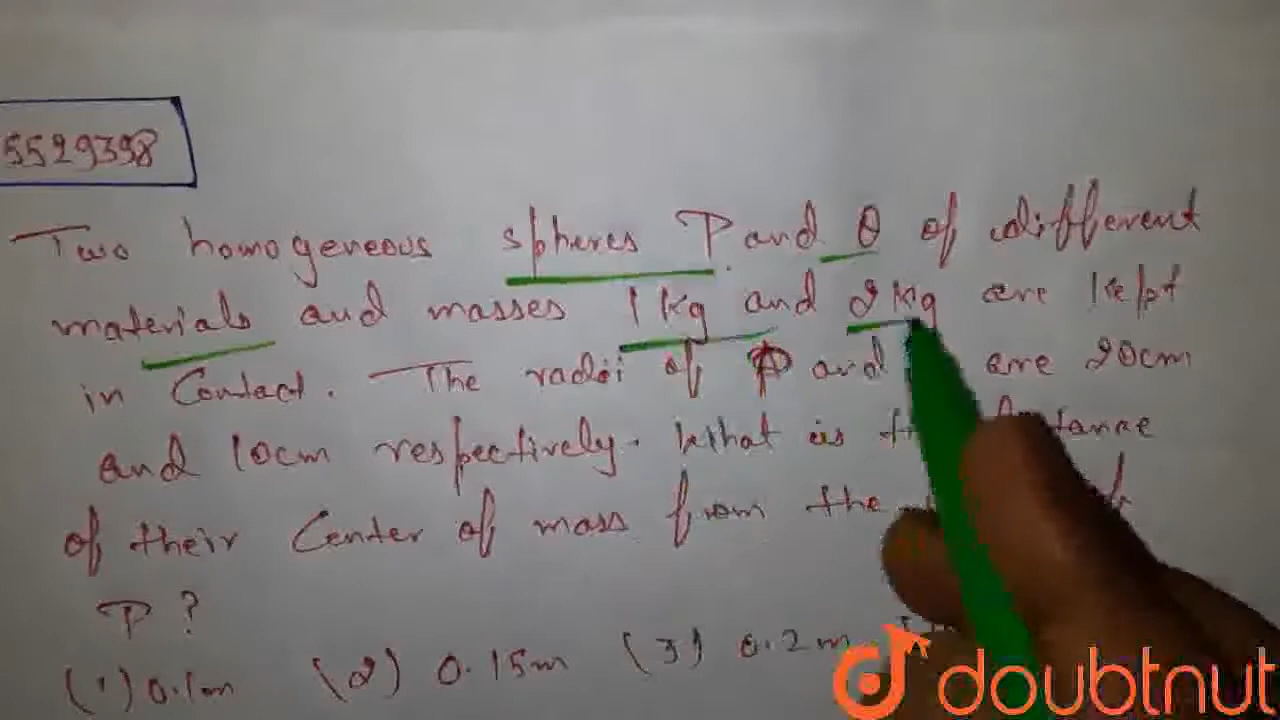 5529398
Two homogeneous spheres P and Q of different
materials and masses 1 kg and 2 kg are kept
in Contact. The radii of P and are 20cm
and 10cm respectively. What is
of their Center of mass from the
P ?
(1) 0.1m (2) 0.15m (3) 0.2m
doubtnut